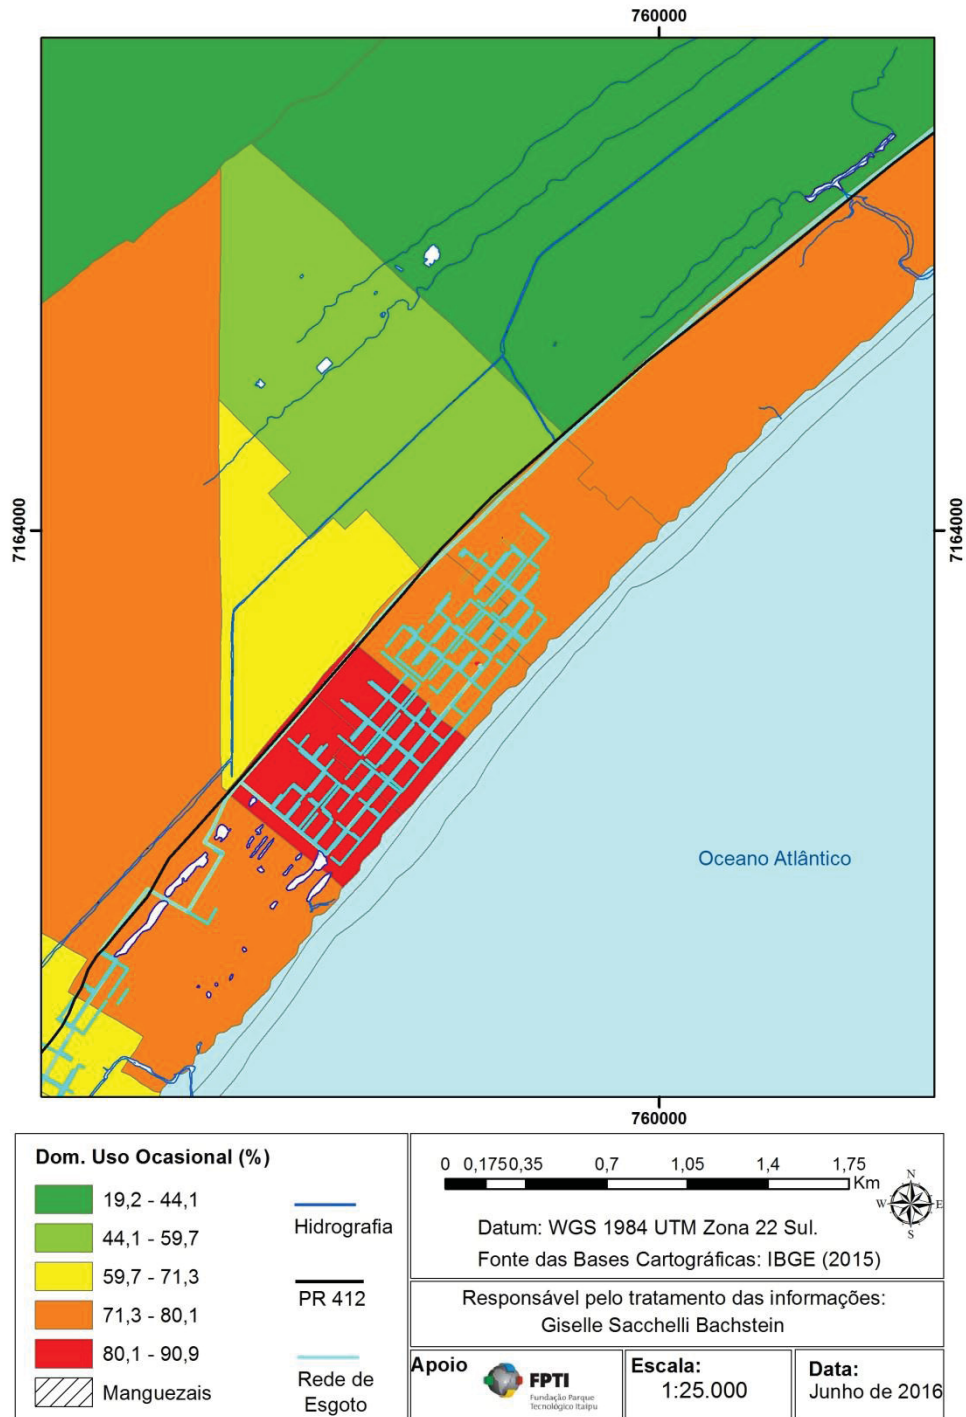 760000
7164000
7164000
Oceano Atlântico
760000
Dom. Uso Ocasional (%)
19,2 - 44,1
44,1 - 59,7
59,7 - 71,3
71,3 - 80,1
80,1 - 90,9
Manguezais
Hidrografia
PR 412
Rede de
Esgoto
0 0,175 0,35 0,7 1,05 1,4 1,75
Km
N
W E
S
Datum: WGS 1984 UTM Zona 22 Sul.
Fonte das Bases Cartográficas: IBGE (2015)
Responsável pelo tratamento das informações:
Giselle Sacchelli Bachstein
Apoio
FPTI
Fundação Parque
Tecnológico Itaipu
Escala:
1:25.000
Data:
Junho de 2016